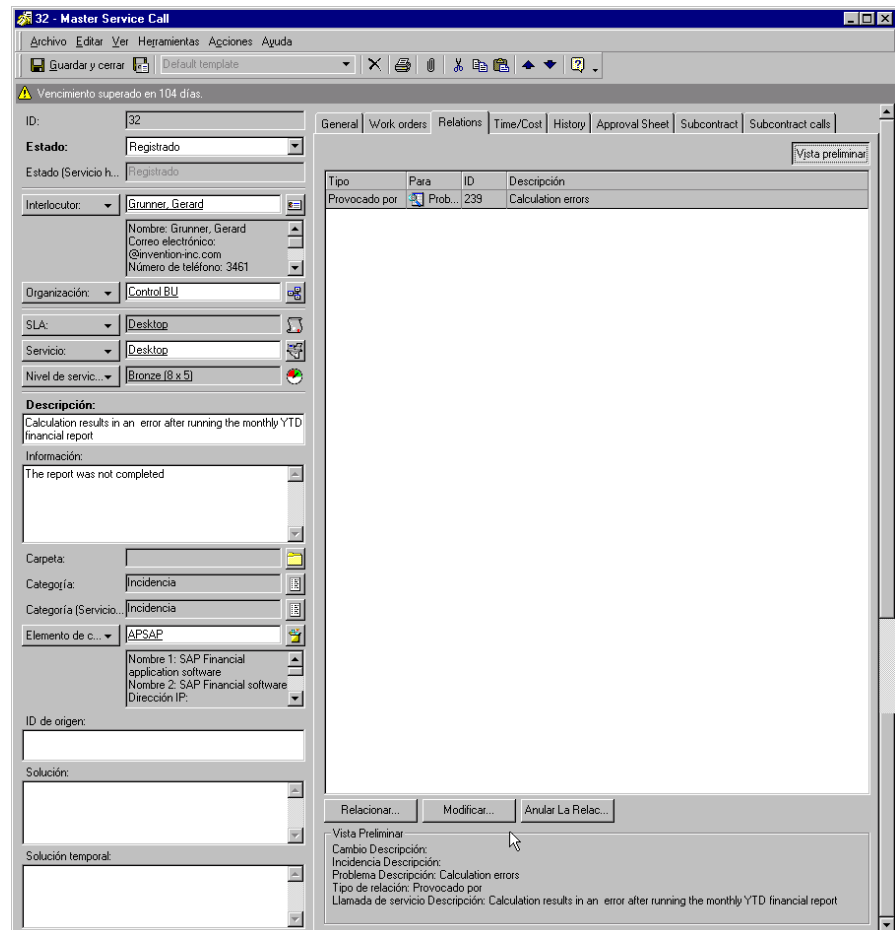 32 - Master Service Call
Archivo Editar Ver Herramientas Acciones Ayuda
Guardar y cerrar Default template
Vencimiento superado en 104 días.
ID: 32
Estado: Registrado
Estado (Servicio h... Registrado
Interlocutor: Grunner, Gerard
Nombre: Grunner, Gerard
Correo electrónico:
@invention-inc.com
Número de teléfono: 3461
Organización: Control BU
SLA: Desktop
Servicio: Desktop
Nivel de servic... Bronze (8 x 5)
Descripción:
Calculation results in an error after running the monthly YTD
financial report
Información:
The report was not completed
Carpeta:
Categoría: Incidencia
Categoría (Servicio... Incidencia
Elemento de c... APSAP
Nombre 1: SAP Financial
application software
Nombre 2: SAP Financial software
Dirección IP:
ID de origen:
Solución:
Solución temporal:
General Work orders Relations Time/Cost History Approval Sheet Subcontract Subcontract calls
Vista preliminar
Tipo Para ID Descripción
Provocado por Prob... 239 Calculation errors
Relacionar... Modificar... Anular La Relac...
Vista Preliminar
Cambio Descripción:
Incidencia Descripción:
Problema Descripción: Calculation errors
Tipo de relación: Provocado por
Llamada de servicio Descripción: Calculation results in an error after running the monthly YTD financial report